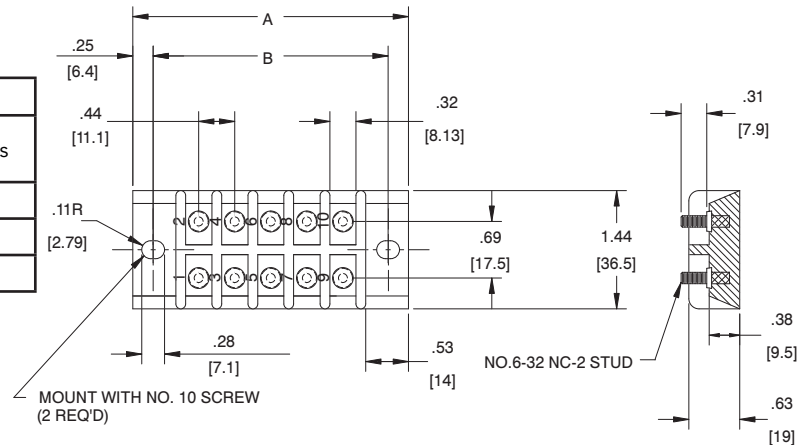 A
.25
[6.4]
B
.44
[11.1]
.32
[8.13]
.31
[7.9]
s
.11R
[2.79]
2 4 6 8 10
.69
[17.5]
1.44
[36.5]
1 3 5 7 9
.28
[7.1]
.53
[14]
NO.6-32 NC-2 STUD
.38
[9.5]
MOUNT WITH NO. 10 SCREW
(2 REQ'D)
.63
[19]